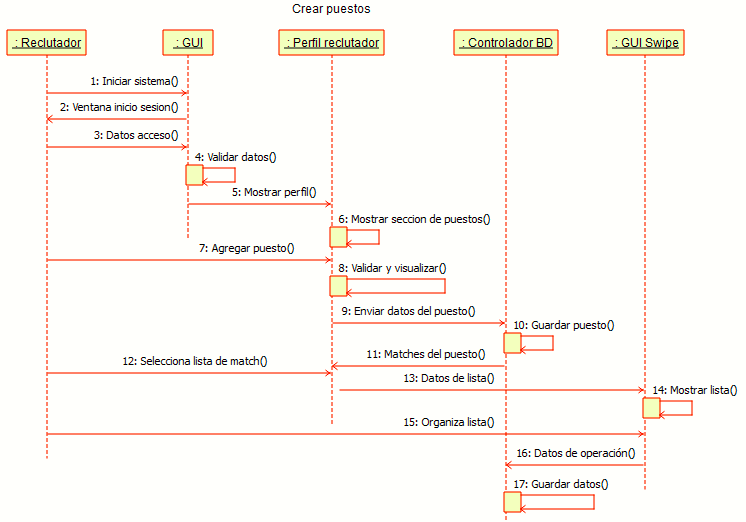 Crear puestos
: Reclutador
: GUI
: Perfil reclutador
: Controlador BD
: GUI Swipe
1: Iniciar sistema()
2: Ventana inicio sesion()
3: Datos acceso()
4: Validar datos()
5: Mostrar perfil()
6: Mostrar seccion de puestos()
7: Agregar puesto()
8: Validar y visualizar()
9: Enviar datos del puesto()
10: Guardar puesto()
11: Matches del puesto()
12: Selecciona lista de match()
13: Datos de lista()
14: Mostrar lista()
15: Organiza lista()
16: Datos de operación()
17: Guardar datos()